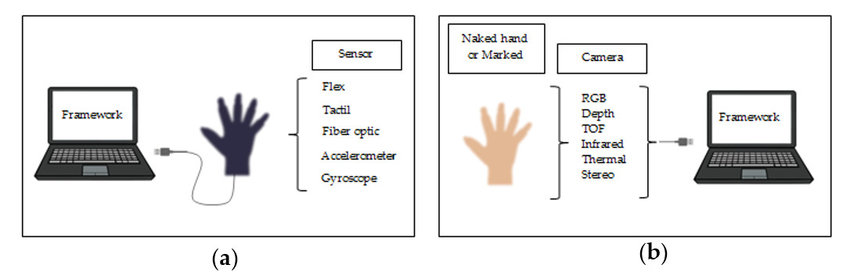 Sensor
Framework
Flex
Tactil
Fiber optic
Accelerometer
Gyroscope
(a)
Naked hand
or Marked
Camera
RGB
Depth
TOF
Infrared
Thermal
Stereo
Framework
(b)